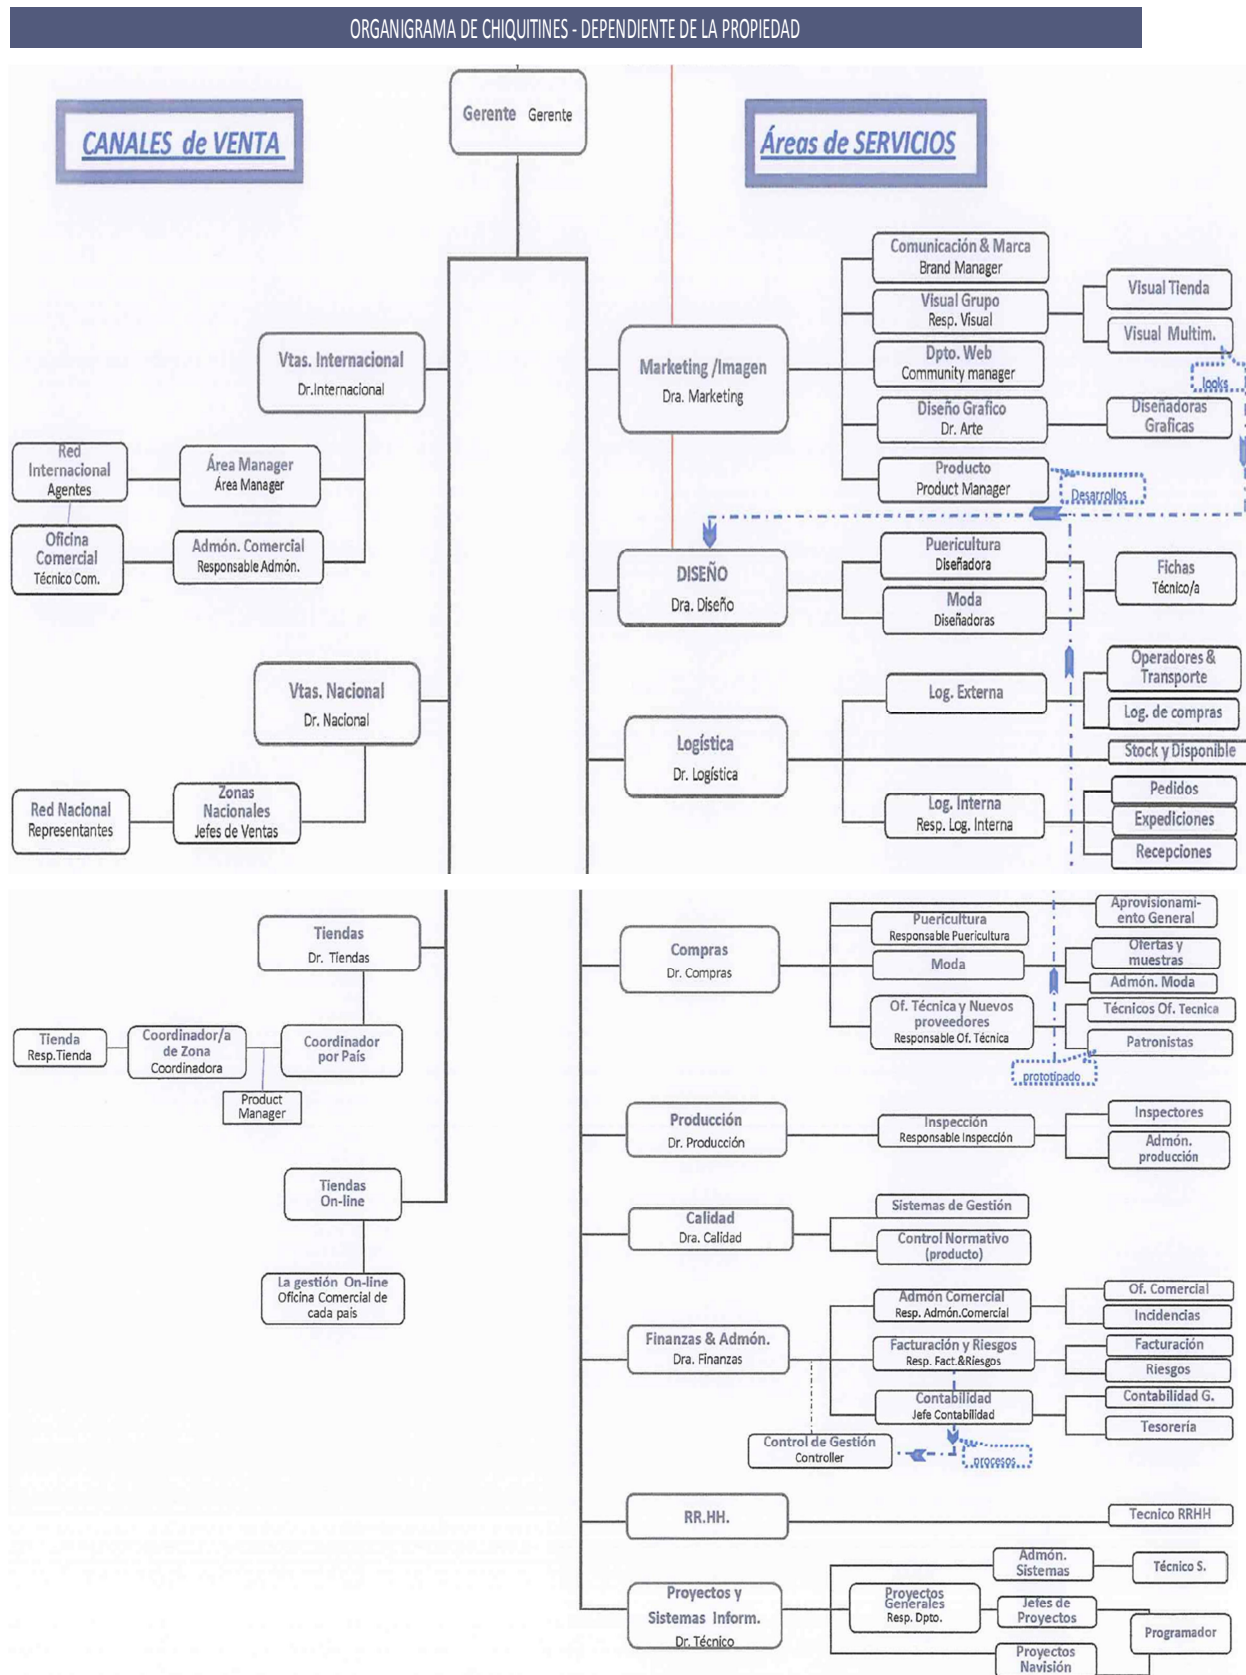 ORGANIGRAMA DE CHIQUITINES - DEPENDIENTE DE LA PROPIEDAD
Gerente Gerente
CANALES de VENTA
Áreas de SERVICIOS
Vtas. Internacional
Dr.Internacional
Red
Internacional
Agentes
Área Manager
Área Manager
Oficina
Comercial
Técnico Com.
Admón. Comercial
Responsable Admón.
Vtas. Nacional
Dr. Nacional
Red Nacional
Representantes
Zonas
Nacionales
Jefes de Ventas
Marketing /Imagen
Dra. Marketing
Comunicación & Marca
Brand Manager
Visual Grupo
Resp. Visual
Visual Tienda
Visual Multim.
looks
Dpto. Web
Community manager
Diseño Grafico
Dr. Arte
Diseñadoras
Graficas
Producto
Product Manager
Desarrollos
DISEÑO
Dra. Diseño
Puericultura
Diseñadora
Moda
Diseñadoras
Fichas
Técnico/a
Logística
Dr. Logística
Log. Externa
Operadores &
Transporte
Log. de compras
Stock y Disponible
Log. Interna
Resp. Log. Interna
Pedidos
Expediciones
Recepciones
Tiendas
Dr. Tiendas
Tienda
Resp.Tienda
Coordinador/a
de Zona
Coordinadora
Coordinador
por País
Product
Manager
Tiendas
On-line
La gestión On-line
Oficina Comercial de
cada país
Compras
Dr. Compras
Aprovisionami-
ento General
Puericultura
Responsable Puericultura
Moda
Ofertas y
muestras
Admón. Moda
Of. Técnica y Nuevos
proveedores
Responsable Of. Técnica
Técnicos Of. Tecnica
Patronistas
prototipado
Producción
Dr. Producción
Inspección
Responsable Inspección
Inspectores
Admón.
producción
Calidad
Dra. Calidad
Sistemas de Gestión
Control Normativo
(producto)
Finanzas & Admón.
Dra. Finanzas
Admón Comercial
Resp. Admón.Comercial
Of. Comercial
Incidencias
Facturación y Riesgos
Resp. Fact.&Riesgos
Facturación
Riesgos
Contabilidad
Jefe Contabilidad
Contabilidad G.
Tesorería
Control de Gestión
Controller
procesos
RR.HH.
Tecnico RRHH
Proyectos y
Sistemas Inform.
Dr. Técnico
Admón.
Sistemas
Técnico S.
Proyectos
Generales
Resp. Dpto.
Jefes de
Proyectos
Programador
Proyectos
Navisión